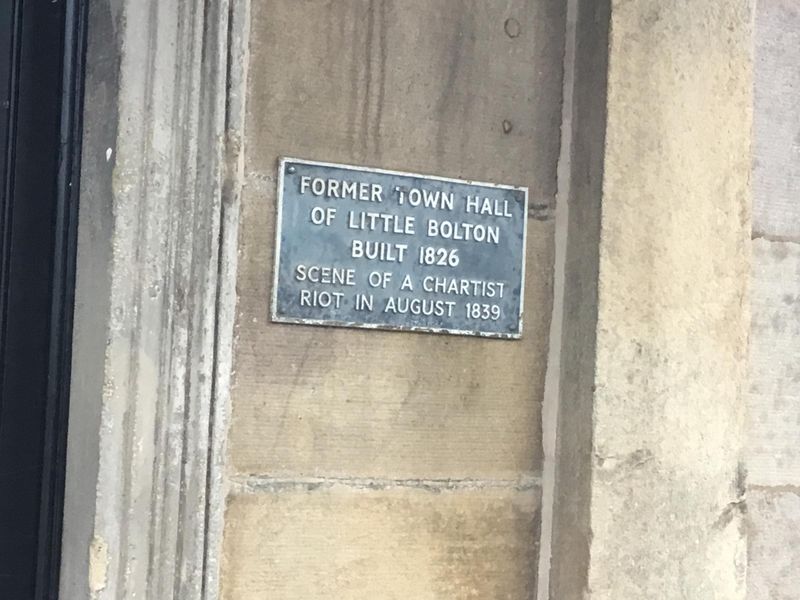 FORMER TOWN HALL
OF LITTLE BOLTON
BUILT 1826
SCENE OF A CHARTIST
RIOT IN AUGUST 1839